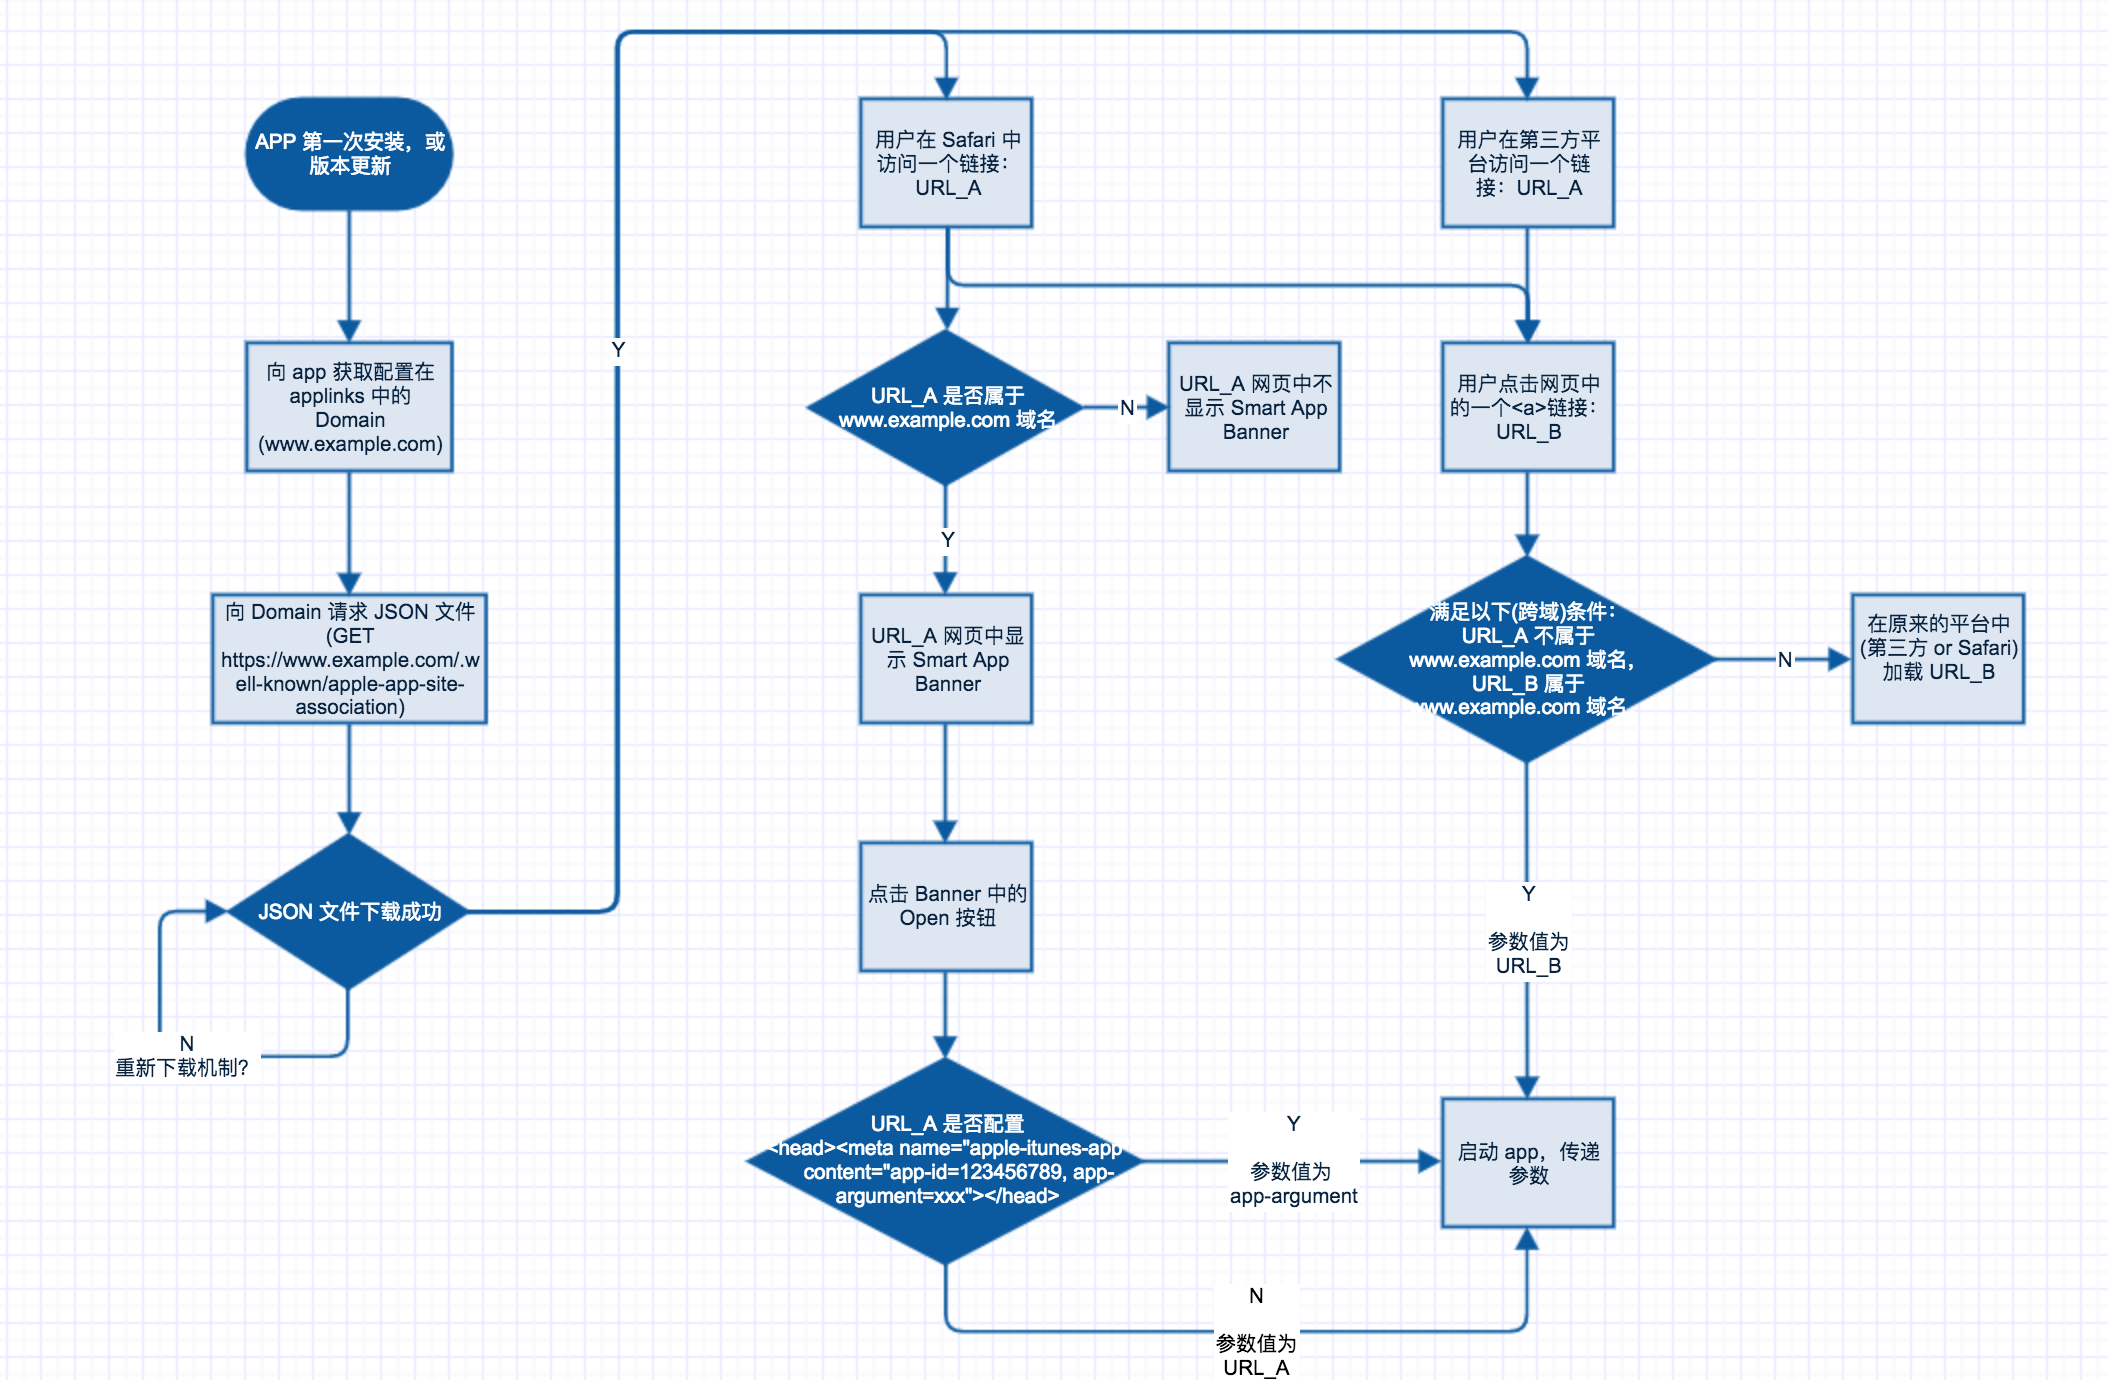 APP 第一次安装，或
版本更新
向 app 获取配置在
applinks 中的
Domain
(www.example.com)
向 Domain 请求 JSON 文件
(GET
https://www.example.com/.w
ell-known/apple-app-site-
association)
JSON 文件下载成功
N
重新下载机制?
Y
用户在 Safari 中
访问一个链接：
URL_A
URL_A 是否属于
www.example.com 域名
N
URL_A 网页中不
显示 Smart App
Banner
Y
URL_A 网页中显
示 Smart App
Banner
点击 Banner 中的
Open 按钮
URL_A 是否配置
<head><meta name="apple-itunes-app
content="app-id=123456789, app-
argument=xxx"></head>
Y
参数值为
app-argument
N
参数值为
URL_A
用户在第三方平
台访问一个链
接：URL_A
用户点击网页中
的一个<a>链接：
URL_B
满足以下(跨域)条件：
URL_A 不属于
www.example.com 域名，
URL_B 属于
www.example.com 域名
N
在原来的平台中
(第三方 or Safari)
加载 URL_B
Y
参数值为
URL_B
启动 app，传递
参数